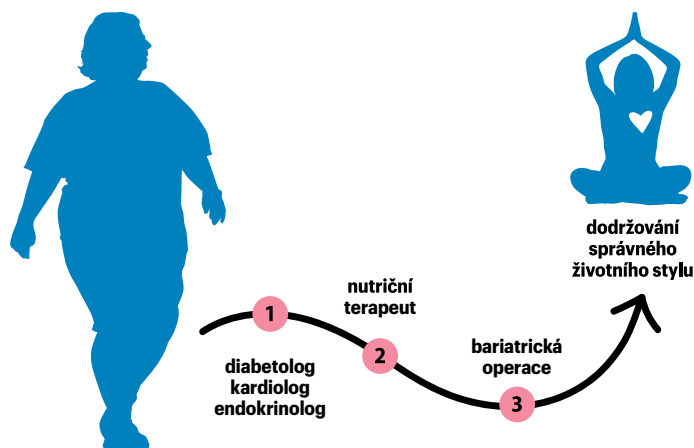 1
diabetolog
kardiolog
endokrinolog
nutriční
terapeut
2
bariatrická
operace
3
dodržování
správného
životního stylu